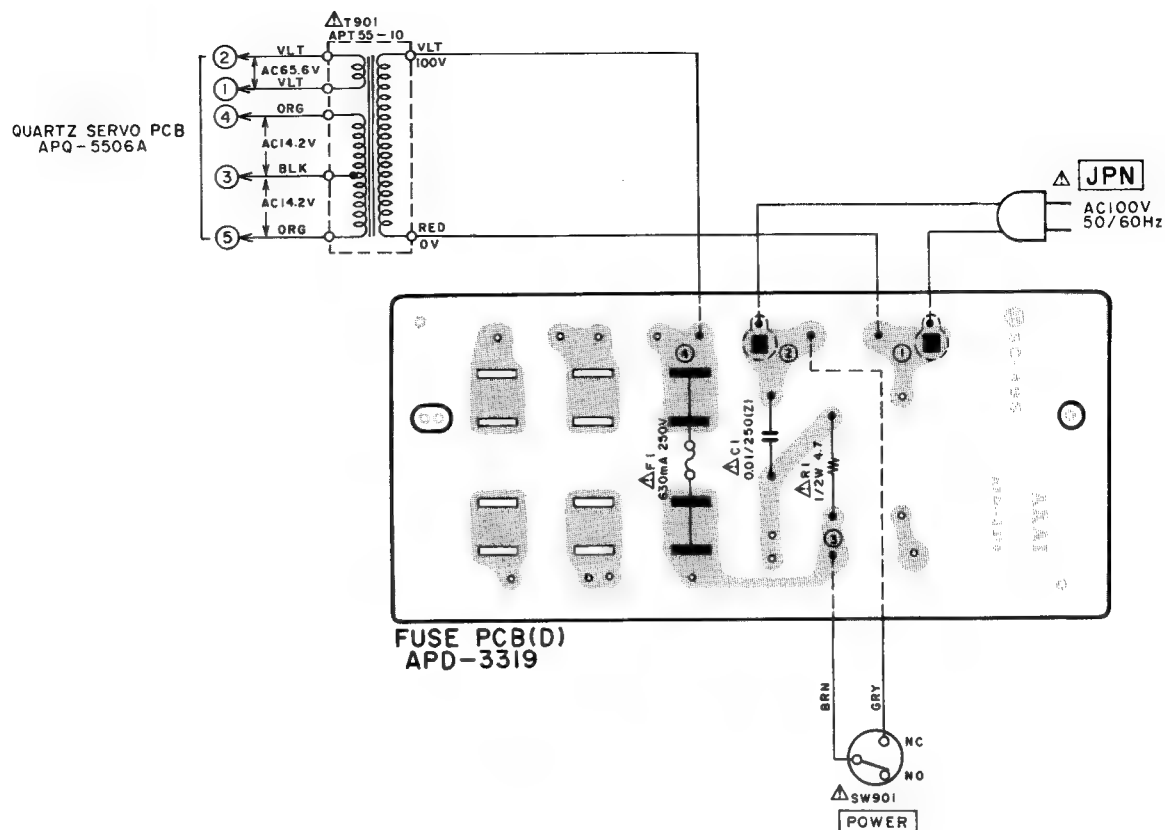 ⚠T901
APT55-10
② VLT
AC65.6V
① VLT
④ ORG
AC14.2V
③ BLK
AC14.2V
⑤ ORG
VLT
100V
RED
0V
QUARTZ SERVO PCB
APQ-5506A
⚠ JPN
AC100V
50/60Hz
④
②
①
⚠F1
630mA 250V
⚠C1
0.01/250(Z)
⚠R1
1/2W 4.7
③
AKAI
APD-3319
FUSE PCB(D)
APD-3319
BRN
GRY
NC
NO
⚠SW901
POWER